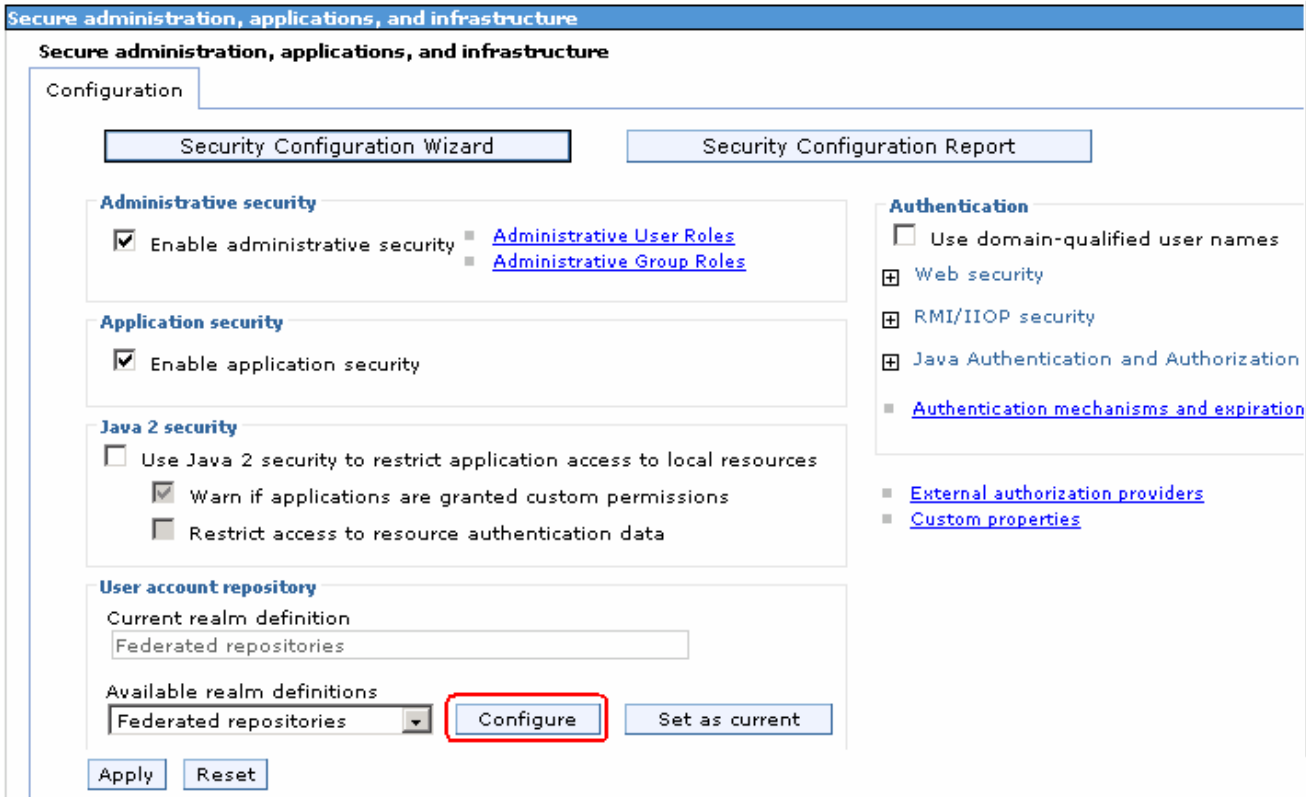 Secure administration, applications, and infrastructure
Secure administration, applications, and infrastructure
Configuration
Security Configuration Wizard
Security Configuration Report
Administrative security
Enable administrative security
Administrative User Roles
Administrative Group Roles
Application security
Enable application security
Java 2 security
Use Java 2 security to restrict application access to local resources
Warn if applications are granted custom permissions
Restrict access to resource authentication data
User account repository
Current realm definition
Federated repositories
Available realm definitions
Federated repositories
Configure
Set as current
Apply
Reset
Authentication
Use domain-qualified user names
Web security
RMI/IIOP security
Java Authentication and Authorization
Authentication mechanisms and expiration
External authorization providers
Custom properties